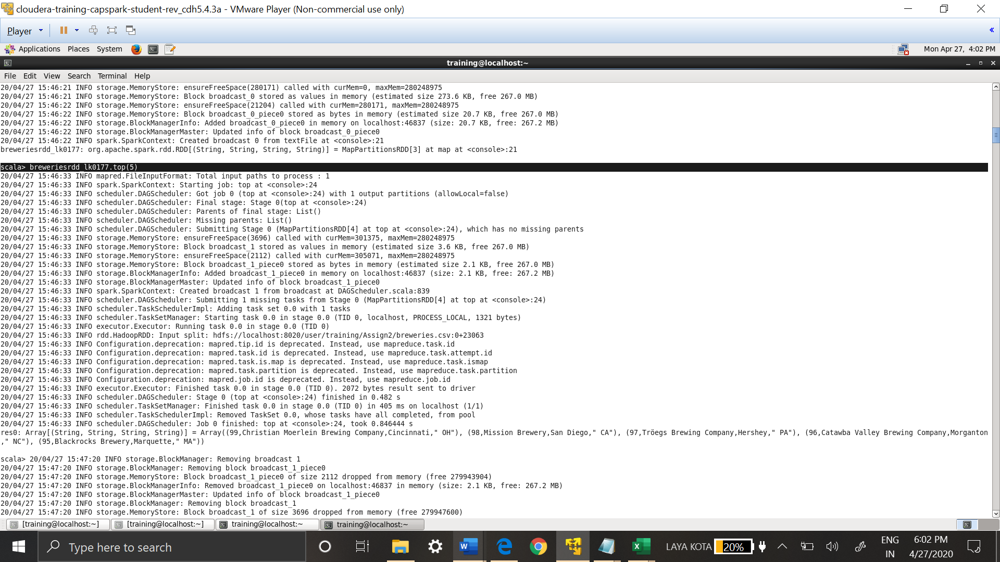 cloudera-training-capspark-student-rev_cdh5.4.3a - VMware Player (Non-commercial use only)
Player
Applications Places System Mon Apr 27, 4:02 PM
training@localhost:~
File Edit View Search Terminal Help
20/04/27 15:46:21 INFO storage.MemoryStore: ensureFreeSpace(280171) called with curMem=0, maxMem=280248975
20/04/27 15:46:21 INFO storage.MemoryStore: Block broadcast_0 stored as values in memory (estimated size 273.6 KB, free 267.0 MB)
20/04/27 15:46:22 INFO storage.MemoryStore: ensureFreeSpace(21204) called with curMem=280171, maxMem=280248975
20/04/27 15:46:22 INFO storage.MemoryStore: Block broadcast_0_piece0 stored as bytes in memory (estimated size 20.7 KB, free 267.0 MB)
20/04/27 15:46:22 INFO storage.BlockManagerInfo: Added broadcast_0_piece0 in memory on localhost:46837 (size: 20.7 KB, free: 267.2 MB)
20/04/27 15:46:22 INFO storage.BlockManagerMaster: Updated info of block broadcast_0_piece0
20/04/27 15:46:22 INFO spark.SparkContext: Created broadcast 0 from textFile at <console>:21
breweriesrdd_lk0177: org.apache.spark.rdd.RDD[(String, String, String, String)] = MapPartitionsRDD[3] at map at <console>:21
scala> breweriesrdd_lk0177.top(5)
20/04/27 15:46:33 INFO mapred.FileInputFormat: Total input paths to process : 1
20/04/27 15:46:33 INFO spark.SparkContext: Starting job: top at <console>:24
20/04/27 15:46:33 INFO scheduler.DAGScheduler: Got job 0 (top at <console>:24) with 1 output partitions (allowLocal=false)
20/04/27 15:46:33 INFO scheduler.DAGScheduler: Final stage: Stage 0(top at <console>:24)
20/04/27 15:46:33 INFO scheduler.DAGScheduler: Parents of final stage: List()
20/04/27 15:46:33 INFO scheduler.DAGScheduler: Missing parents: List()
20/04/27 15:46:33 INFO scheduler.DAGScheduler: Submitting Stage 0 (MapPartitionsRDD[4] at top at <console>:24), which has no missing parents
20/04/27 15:46:33 INFO storage.MemoryStore: ensureFreeSpace(3696) called with curMem=301375, maxMem=280248975
20/04/27 15:46:33 INFO storage.MemoryStore: Block broadcast_1 stored as values in memory (estimated size 3.6 KB, free 267.0 MB)
20/04/27 15:46:33 INFO storage.MemoryStore: ensureFreeSpace(2112) called with curMem=305071, maxMem=280248975
20/04/27 15:46:33 INFO storage.MemoryStore: Block broadcast_1_piece0 stored as bytes in memory (estimated size 2.1 KB, free 267.0 MB)
20/04/27 15:46:33 INFO storage.BlockManagerInfo: Added broadcast_1_piece0 in memory on localhost:46837 (size: 2.1 KB, free: 267.2 MB)
20/04/27 15:46:33 INFO storage.BlockManagerMaster: Updated info of block broadcast_1_piece0
20/04/27 15:46:33 INFO spark.SparkContext: Created broadcast 1 from broadcast at DAGScheduler.scala:839
20/04/27 15:46:33 INFO scheduler.DAGScheduler: Submitting 1 missing tasks from Stage 0 (MapPartitionsRDD[4] at top at <console>:24)
20/04/27 15:46:33 INFO scheduler.TaskSchedulerImpl: Adding task set 0.0 with 1 tasks
20/04/27 15:46:33 INFO scheduler.TaskSetManager: Starting task 0.0 in stage 0.0 (TID 0, localhost, PROCESS_LOCAL, 1321 bytes)
20/04/27 15:46:33 INFO executor.Executor: Running task 0.0 in stage 0.0 (TID 0)
20/04/27 15:46:33 INFO rdd.HadoopRDD: Input split: hdfs://localhost:8020/user/training/Assign2/breweries.csv:0+23063
20/04/27 15:46:33 INFO Configuration.deprecation: mapred.tip.id is deprecated. Instead, use mapreduce.task.id
20/04/27 15:46:33 INFO Configuration.deprecation: mapred.task.id is deprecated. Instead, use mapreduce.task.attempt.id
20/04/27 15:46:33 INFO Configuration.deprecation: mapred.task.is.map is deprecated. Instead, use mapreduce.task.ismap
20/04/27 15:46:33 INFO Configuration.deprecation: mapred.task.partition is deprecated. Instead, use mapreduce.task.partition
20/04/27 15:46:33 INFO Configuration.deprecation: mapred.job.id is deprecated. Instead, use mapreduce.job.id
20/04/27 15:46:33 INFO executor.Executor: Finished task 0.0 in stage 0.0 (TID 0). 2072 bytes result sent to driver
20/04/27 15:46:33 INFO scheduler.DAGScheduler: Stage 0 (top at <console>:24) finished in 0.482 s
20/04/27 15:46:33 INFO scheduler.TaskSetManager: Finished task 0.0 in stage 0.0 (TID 0) in 405 ms on localhost (1/1)
20/04/27 15:46:33 INFO scheduler.TaskSchedulerImpl: Removed TaskSet 0.0, whose tasks have all completed, from pool
20/04/27 15:46:33 INFO scheduler.DAGScheduler: Job 0 finished: top at <console>:24, took 0.846444 s
res0: Array[(String, String, String, String)] = Array((99,Christian Moerlein Brewing Company,Cincinnati," OH"), (98,Mission Brewery,San Diego," CA"), (97,Tröegs Brewing Company,Hershey," PA"), (96,Catawba Valley Brewing Company,Morganton
," NC"), (95,Blackrocks Brewery,Marquette," MA"))
scala> 20/04/27 15:47:20 INFO storage.BlockManager: Removing broadcast 1
20/04/27 15:47:20 INFO storage.BlockManager: Removing block broadcast_1_piece0
20/04/27 15:47:20 INFO storage.MemoryStore: Block broadcast_1_piece0 of size 2112 dropped from memory (free 279943904)
20/04/27 15:47:20 INFO storage.BlockManagerInfo: Removed broadcast_1_piece0 on localhost:46837 in memory (size: 2.1 KB, free: 267.2 MB)
20/04/27 15:47:20 INFO storage.BlockManagerMaster: Updated info of block broadcast_1_piece0
20/04/27 15:47:20 INFO storage.BlockManager: Removing block broadcast_1
20/04/27 15:47:20 INFO storage.MemoryStore: Block broadcast_1 of size 3696 dropped from memory (free 279947600)
[training@localhost:~] [training@localhost:~] training@localhost:~ training@localhost:~
Type here to search LAYA KOTA 20% ENG 6:02 PM
IN 4/27/2020